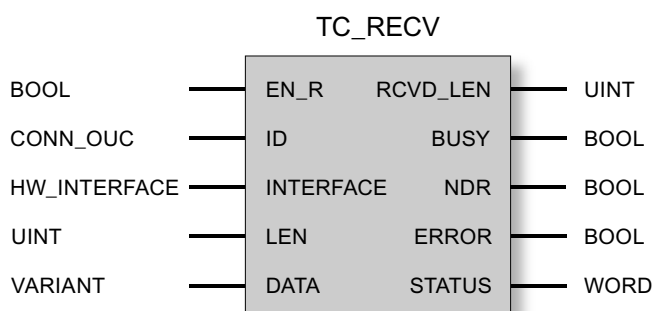 TC_RECV
BOOL EN_R RCVD_LEN UINT
CONN_OUC ID BUSY BOOL
HW_INTERFACE INTERFACE NDR BOOL
UINT LEN ERROR BOOL
VARIANT DATA STATUS WORD